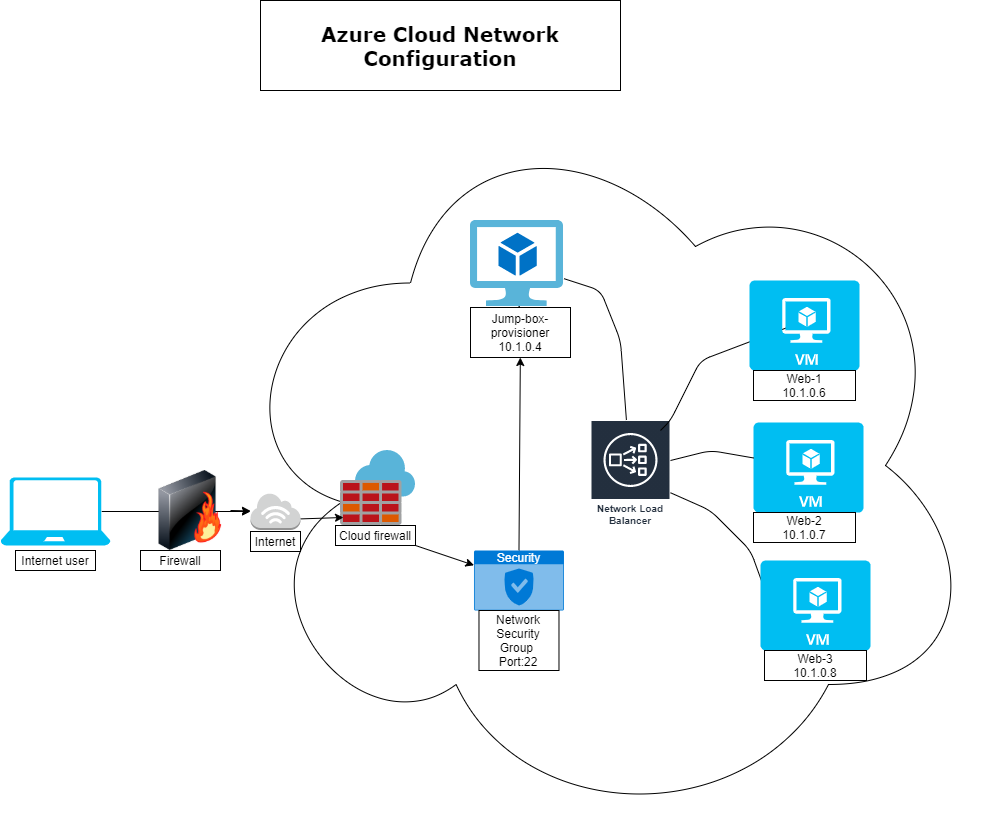 Azure Cloud Network
Configuration
Jump-box-
provisioner
10.1.0.4
VM
Web-1
10.1.0.6
VM
Web-2
10.1.0.7
Network Load
Balancer
Internet user
Firewall
Internet
Cloud firewall
Security
Network
Security
Group
Port:22
VM
Web-3
10.1.0.8